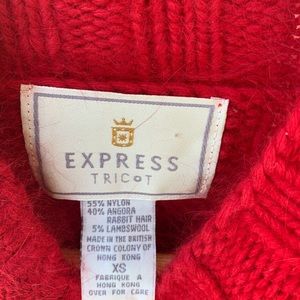 EXPRESS
TRICOT
55% NYLON
40% ANGORA
RABBIT HAIR
5% LAMBSWOOL
MADE IN THE BRITISH
CROWN COLONY OF
HONG KONG
XS
FABRIQUE A
HONG KONG
OVER FOR CARE